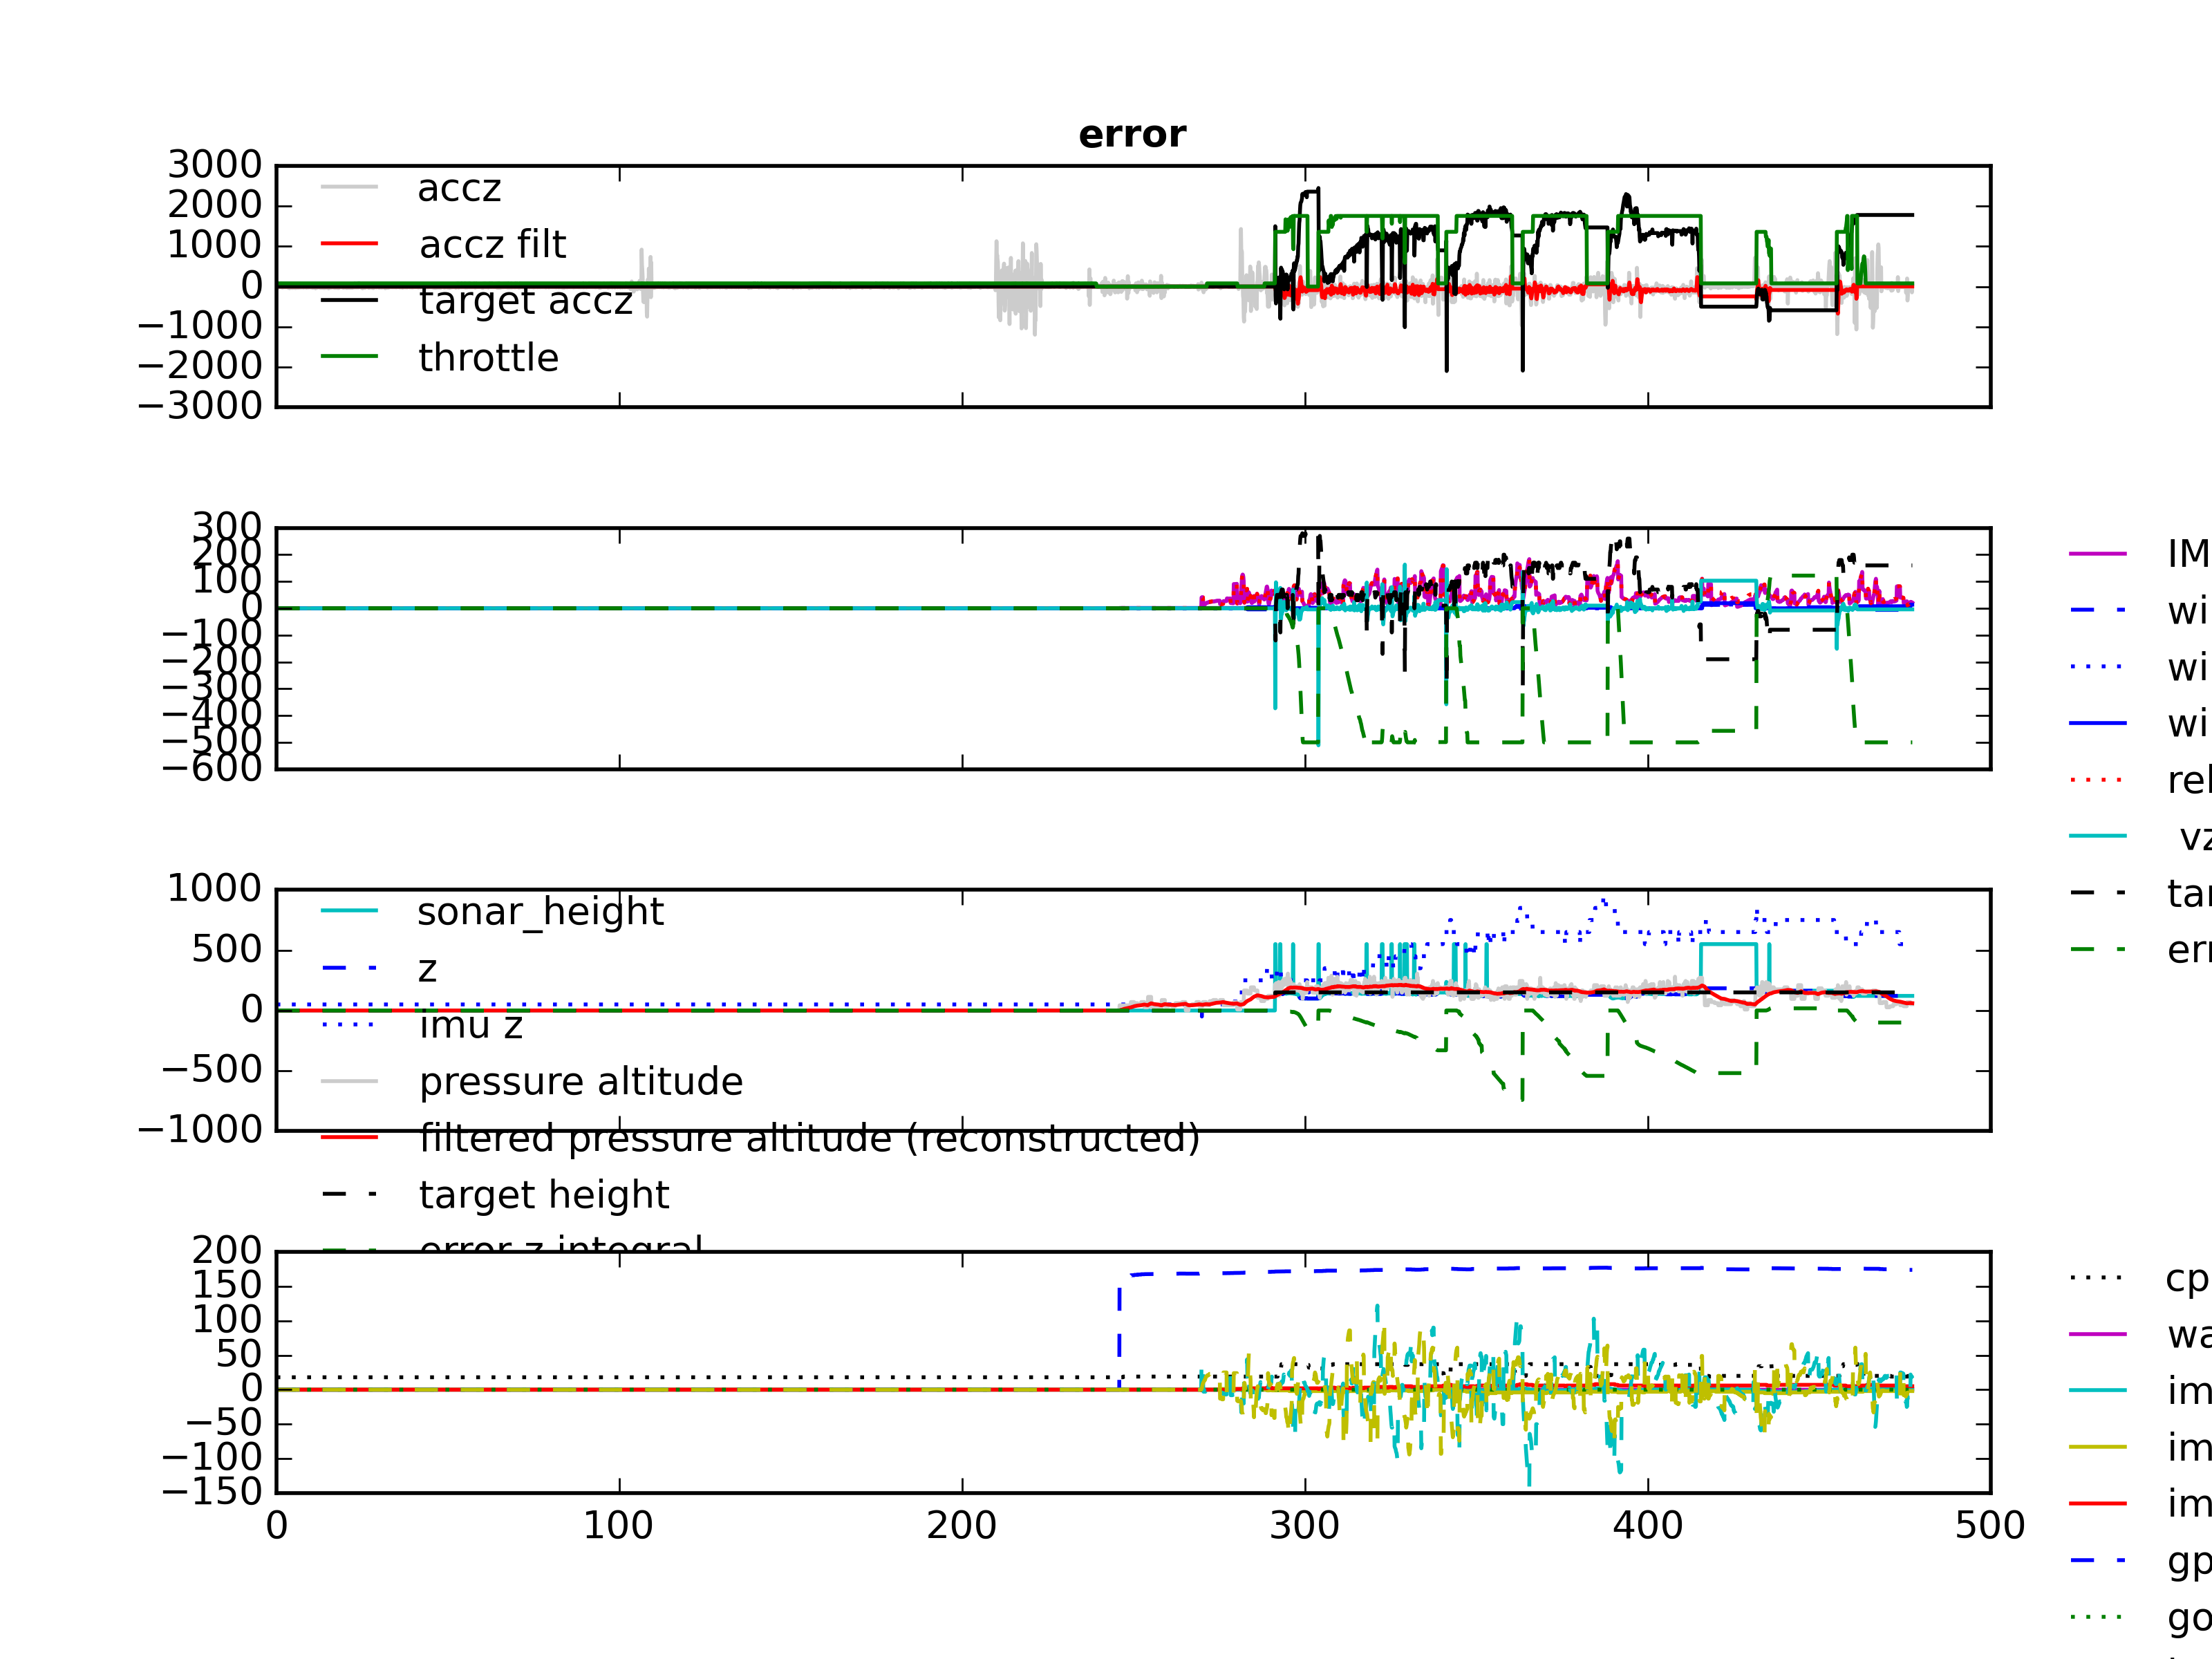 error
3000
2000
1000
0
−1000
−2000
−3000
accz
accz filt
target accz
throttle
300
200
100
0
−100
−200
−300
−400
−500
−600
IM
wi
wi
wi
rel
vz
tar
err
1000
500
0
−500
−1000
sonar_height
z
imu z
pressure altitude
filtered pressure altitude (reconstructed)
target height
error z integral
200
150
100
50
0
−50
−100
−150
cp
wa
im
im
im
gp
go
0 100 200 300 400 500